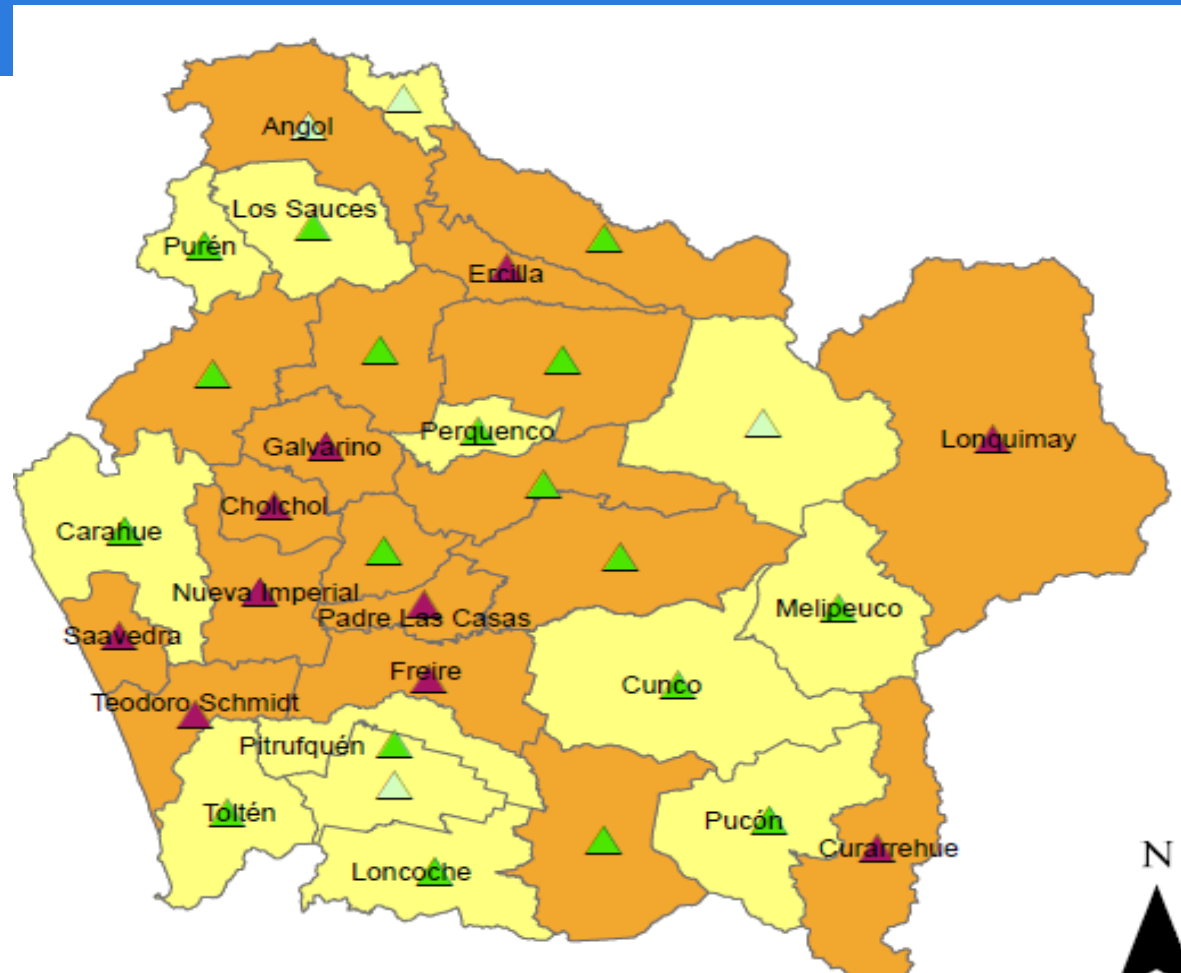 Angol
Los Sauces
Purén
Ercilla
Perquenco
Lonquimay
Galvarino
Cholchol
Carahue
Nueva Imperial
Melipeuco
Padre Las Casas
Saavedra
Freire
Cunco
Teodoro Schmidt
Pitrufquén
Toltén
Pucón
Curarrehue
Loncoche
N